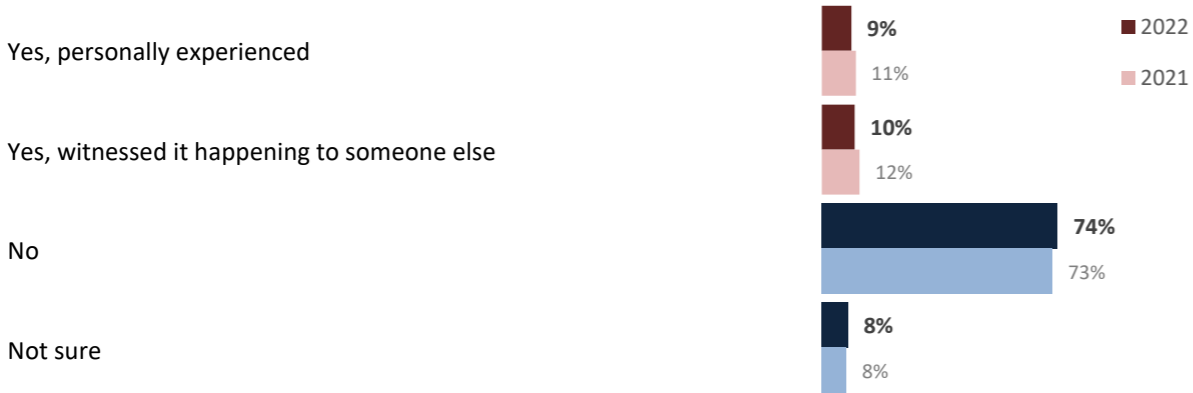 9%
2022
Yes, personally experienced
11%
2021
10%
Yes, witnessed it happening to someone else
12%
74%
No
73%
8%
Not sure
8%